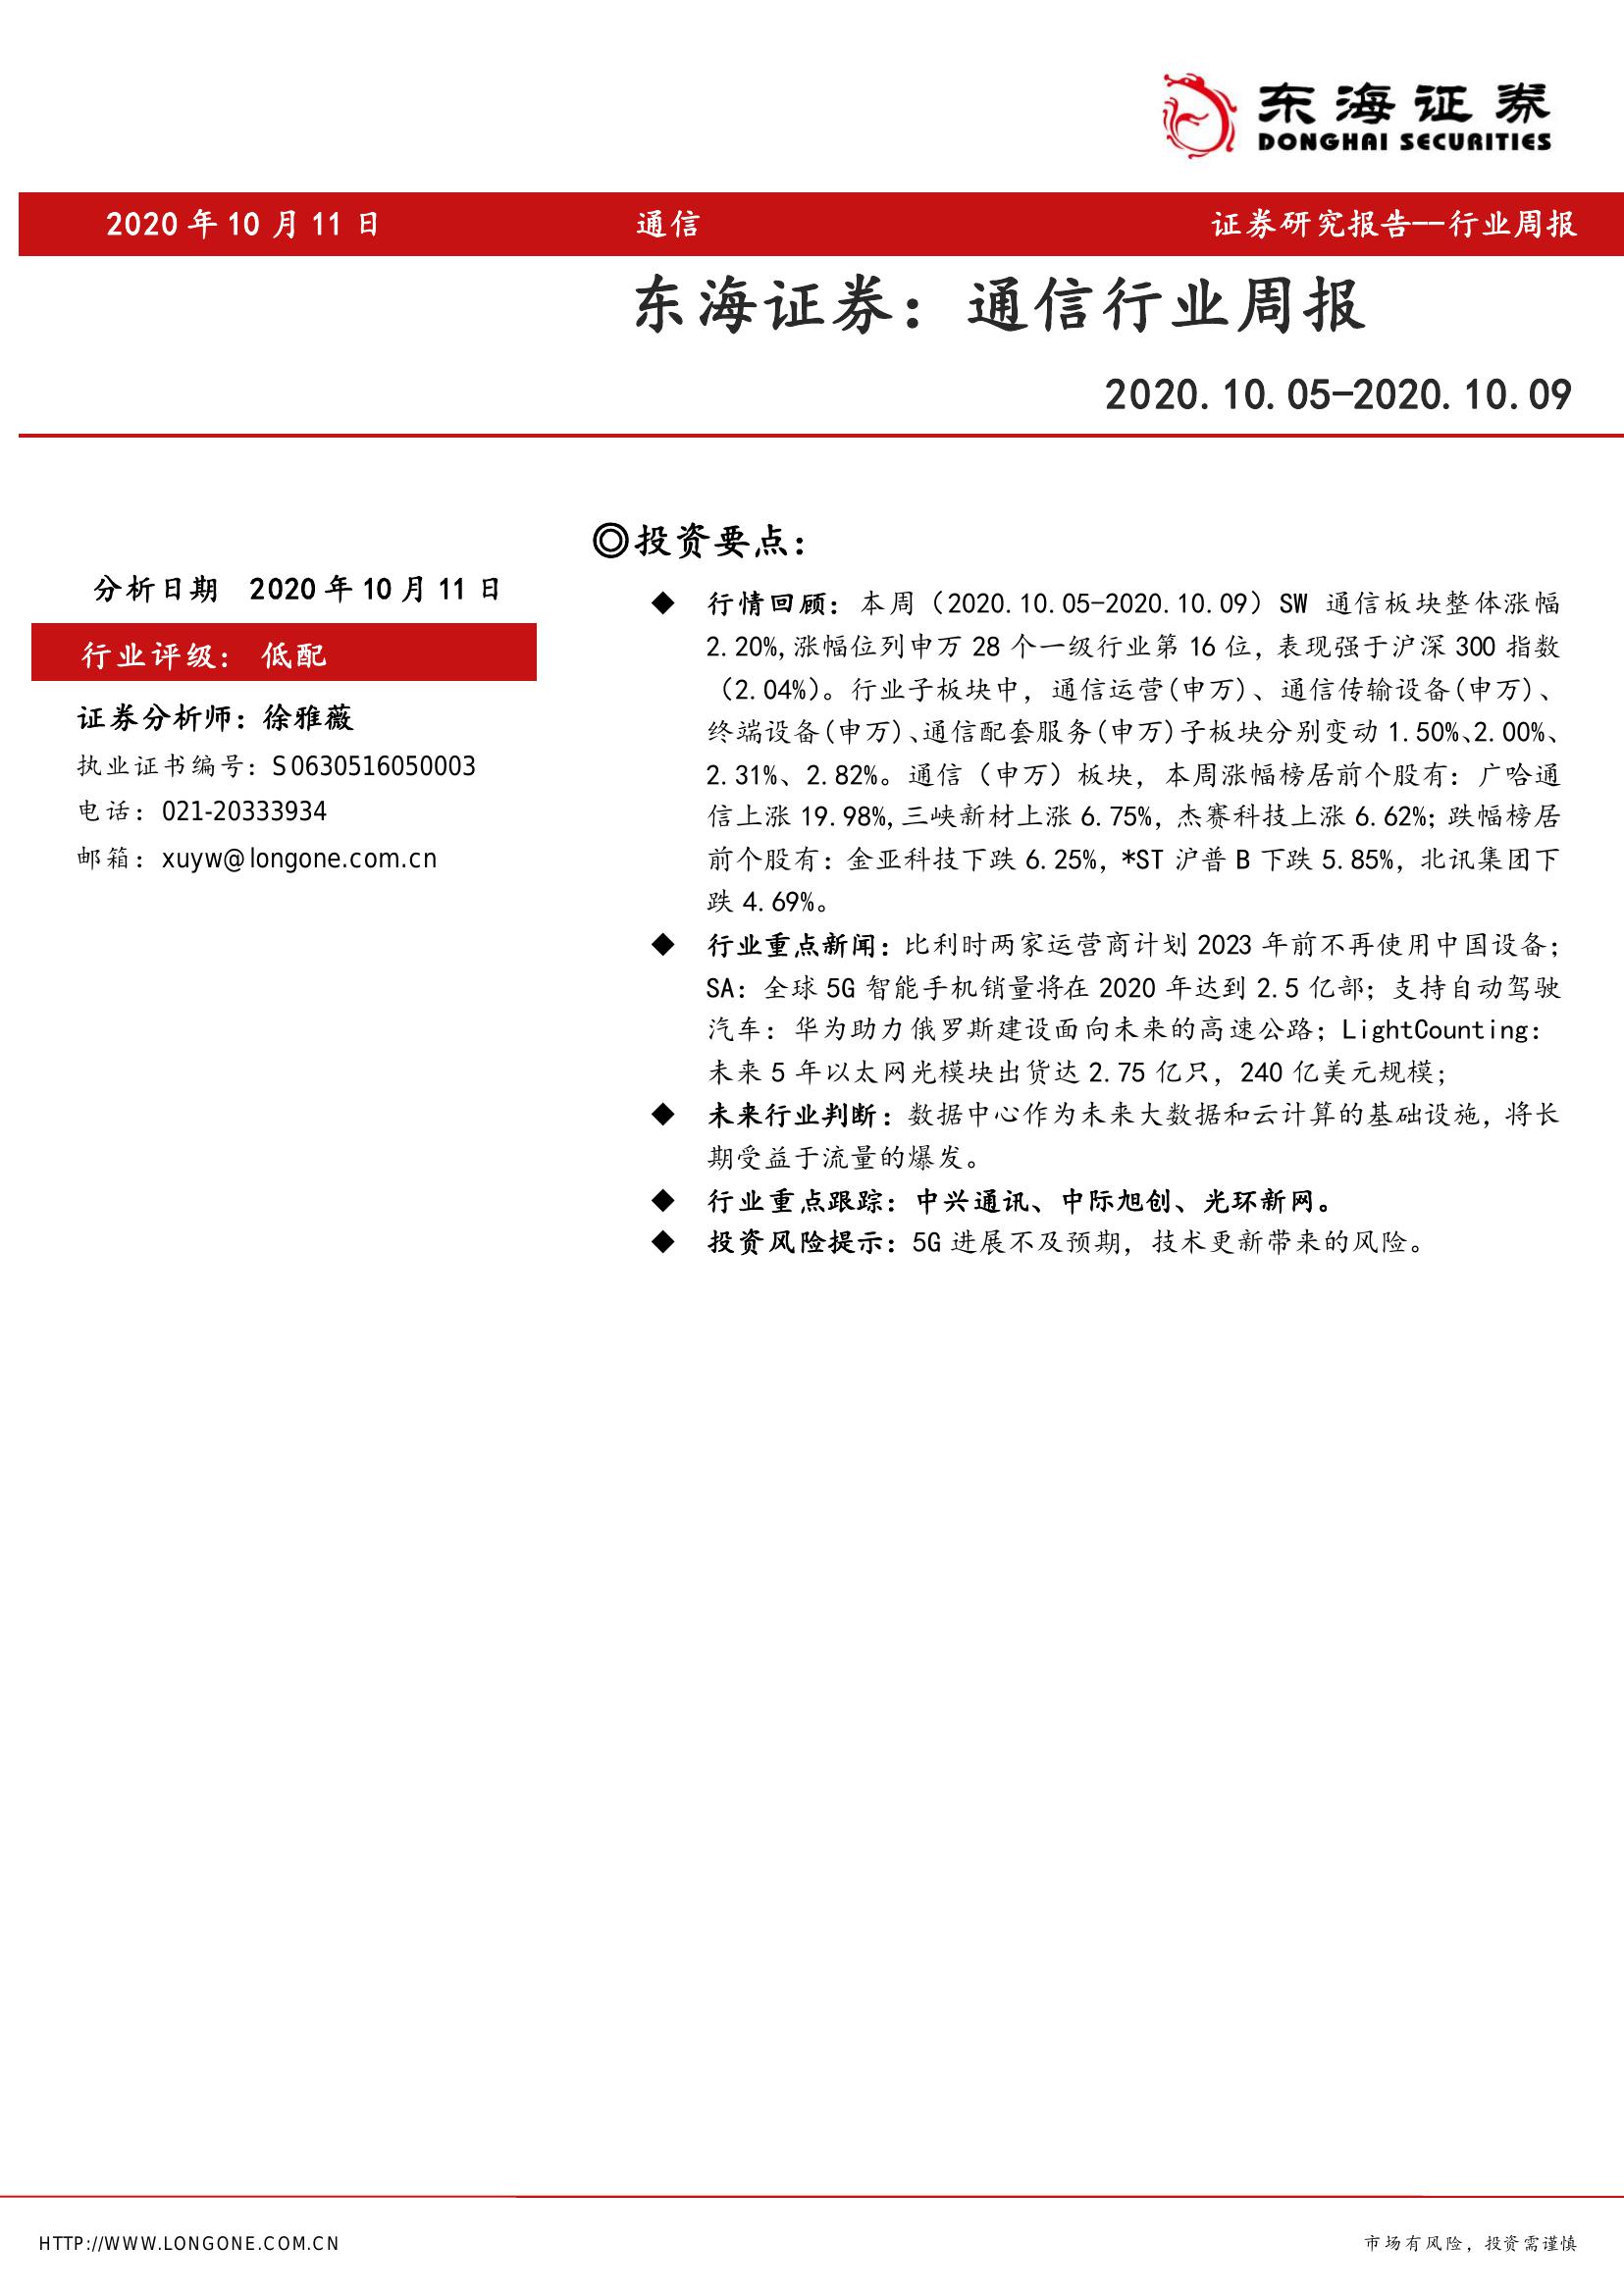 东海证券
DONGHAI SECURITIES
2020 年 10 月 11 日 通信 证券研究报告——行业周报
东海证券：通信行业周报
2020.10.05-2020.10.09
分析日期 2020 年 10 月 11 日
行业评级： 低配
证券分析师：徐雅薇
执业证书编号：S0630516050003
电话：021-20333934
邮箱：xuyw@longone.com.cn
◎投资要点：
◆ 行情回顾：本周（2020.10.05-2020.10.09）SW 通信板块整体涨幅
2.20%,涨幅位列申万 28 个一级行业第 16 位，表现强于沪深 300 指数
（2.04%）。行业子板块中，通信运营(申万)、通信传输设备(申万)、
终端设备(申万)、通信配套服务(申万)子板块分别变动 1.50%、2.00%、
2.31%、2.82%。通信（申万）板块，本周涨幅榜居前个股有：广哈通
信上涨 19.98%,三峡新材上涨 6.75%，杰赛科技上涨 6.62%；跌幅榜居
前个股有：金亚科技下跌 6.25%，*ST 沪普 B 下跌 5.85%，北讯集团下
跌 4.69%。
◆ 行业重点新闻：比利时两家运营商计划 2023 年前不再使用中国设备；
SA：全球 5G 智能手机销量将在 2020 年达到 2.5 亿部；支持自动驾驶
汽车：华为助力俄罗斯建设面向未来的高速公路；LightCounting：
未来 5 年以太网光模块出货达 2.75 亿只，240 亿美元规模；
◆ 未来行业判断：数据中心作为未来大数据和云计算的基础设施，将长
期受益于流量的爆发。
◆ 行业重点跟踪：中兴通讯、中际旭创、光环新网。
◆ 投资风险提示：5G 进展不及预期，技术更新带来的风险。
HTTP://WWW.LONGONE.COM.CN 市场有风险，投资需谨慎